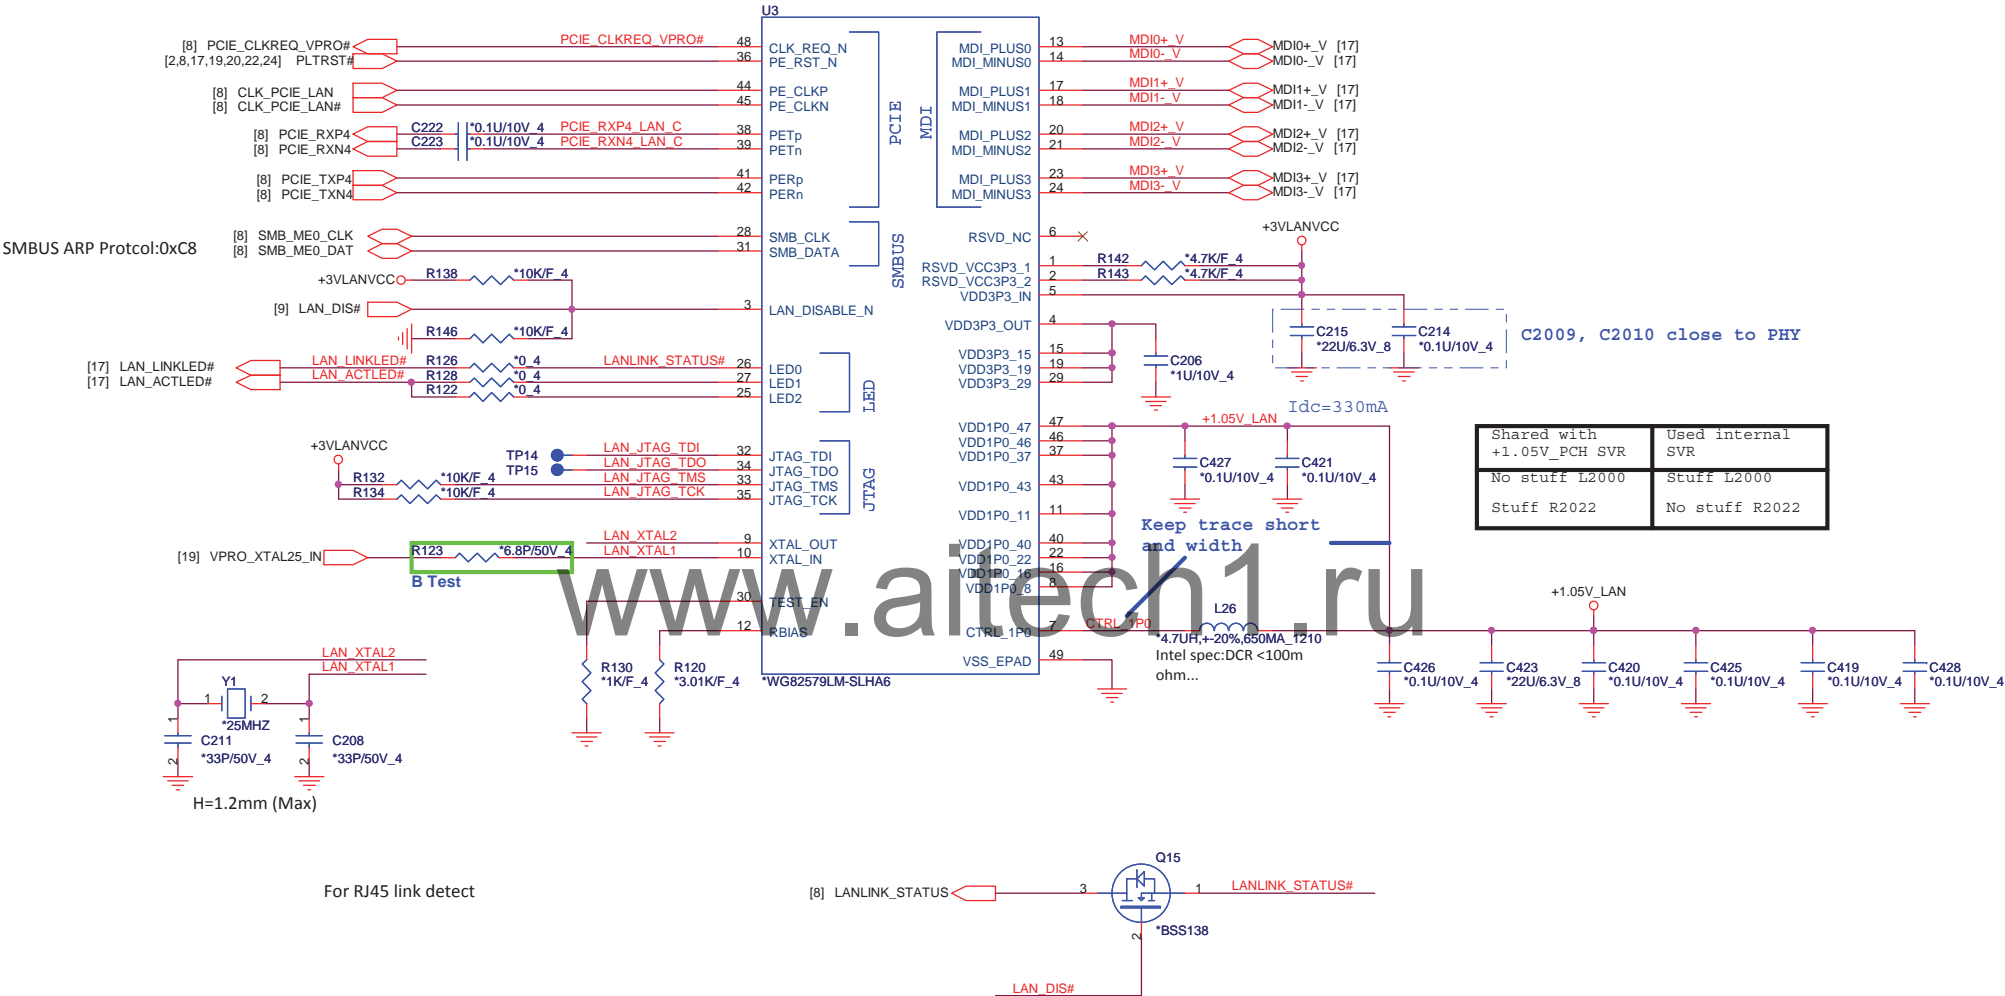 U3
[8] PCIE_CLKREQ_VPRO# PCIE_CLKREQ_VPRO# 48 CLK_REQ_N
[2,8,17,19,20,22,24] PLTRST# 36 PE_RST_N
[8] CLK_PCIE_LAN 44 PE_CLKP
[8] CLK_PCIE_LAN# 45 PE_CLKN
[8] PCIE_RXP4 C222 *0.1U/10V_4 PCIE_RXP4_LAN_C 38 PETp
[8] PCIE_RXN4 C223 *0.1U/10V_4 PCIE_RXN4_LAN_C 39 PETn
[8] PCIE_TXP4 41 PERp
[8] PCIE_TXN4 42 PERn
PCIE
SMBUS ARP Protcol:0xC8
[8] SMB_ME0_CLK 28 SMB_CLK
[8] SMB_ME0_DAT 31 SMB_DATA
SMBUS
+3VLANVCC R138 *10K/F_4
[9] LAN_DIS# 3 LAN_DISABLE_N
R146 *10K/F_4
[17] LAN_LINKLED# LAN_LINKLED# R126 *0_4 LANLINK_STATUS# 26 LED0
[17] LAN_ACTLED# LAN_ACTLED# R128 *0_4 27 LED1
R122 *0_4 25 LED2
LED
+3VLANVCC
TP14 LAN_JTAG_TDI 32 JTAG_TDI
TP15 LAN_JTAG_TDO 34 JTAG_TDO
R132 *10K/F_4 LAN_JTAG_TMS 33 JTAG_TMS
R134 *10K/F_4 LAN_JTAG_TCK 35 JTAG_TCK
JTAG
LAN_XTAL2 9 XTAL_OUT
[19] VPRO_XTAL25_IN R123 *6.8P/50V_4 LAN_XTAL1 10 XTAL_IN
B Test
30 TEST_EN
12 RBIAS
R130 *1K/F_4
R120 *3.01K/F_4
*WG82579LM-SLHA6
MDI
MDI_PLUS0 13 MDI0+_V MDI0+_V [17]
MDI_MINUS0 14 MDI0-_V MDI0-_V [17]
MDI_PLUS1 17 MDI1+_V MDI1+_V [17]
MDI_MINUS1 18 MDI1-_V MDI1-_V [17]
MDI_PLUS2 20 MDI2+_V MDI2+_V [17]
MDI_MINUS2 21 MDI2-_V MDI2-_V [17]
MDI_PLUS3 23 MDI3+_V MDI3+_V [17]
MDI_MINUS3 24 MDI3-_V MDI3-_V [17]
+3VLANVCC
RSVD_NC 6
RSVD_VCC3P3_1 1 R142 *4.7K/F_4
RSVD_VCC3P3_2 2 R143 *4.7K/F_4
VDD3P3_IN 5
VDD3P3_OUT 4
VDD3P3_15 15
VDD3P3_19 19
VDD3P3_29 29
C206
*1U/10V_4
C215
*22U/6.3V_8
C214
*0.1U/10V_4
C2009, C2010 close to PHY
Idc=330mA
+1.05V_LAN
VDD1P0_47 47
VDD1P0_46 46
VDD1P0_37 37
VDD1P0_43 43
VDD1P0_11 11
VDD1P0_40 40
VDD1P0_22 22
VDD1P0_16 16
VDD1P0_8 8
CTRL_1P0 7 CTRL_1P0
VSS_EPAD 49
C427
*0.1U/10V_4
C421
*0.1U/10V_4
Keep trace short
and width
Shared with +1.05V_PCH SVR
Used internal SVR
No stuff L2000
Stuff L2000
Stuff R2022
No stuff R2022
L26
*4.7UH,+-20%,650MA_1210
Intel spec:DCR <100m
ohm...
+1.05V_LAN
C426
*0.1U/10V_4
C423
*22U/6.3V_8
C420
*0.1U/10V_4
C425
*0.1U/10V_4
C419
*0.1U/10V_4
C428
*0.1U/10V_4
www.aitech1.ru
LAN_XTAL2
LAN_XTAL1
Y1
1 2
*25MHZ
1 C211
2 *33P/50V_4
1 C208
2 *33P/50V_4
H=1.2mm (Max)
For RJ45 link detect
Q15
[8] LANLINK_STATUS 3 1 LANLINK_STATUS#
2 *BSS138
LAN_DIS#